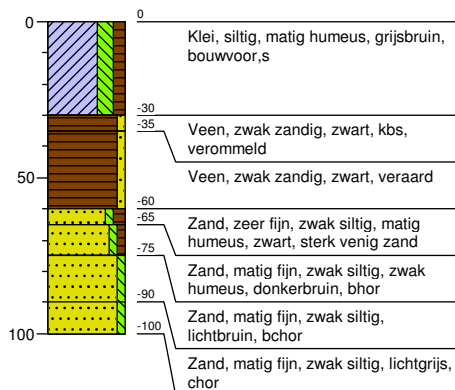 0
0
Klei, siltig, matig humeus, grijsbruin,
bouwvoor,s
-30
-35
Veen, zwak zandig, zwart, kbs,
verommeld
50
Veen, zwak zandig, zwart, veraard
-60
-65
Zand, zeer fijn, zwak siltig, matig
humeus, zwart, sterk venig zand
-75
Zand, matig fijn, zwak siltig, zwak
humeus, donkerbruin, bhor
-90
Zand, matig fijn, zwak siltig,
lichtbruin, bchor
100
-100
Zand, matig fijn, zwak siltig, lichtgrijs,
chor